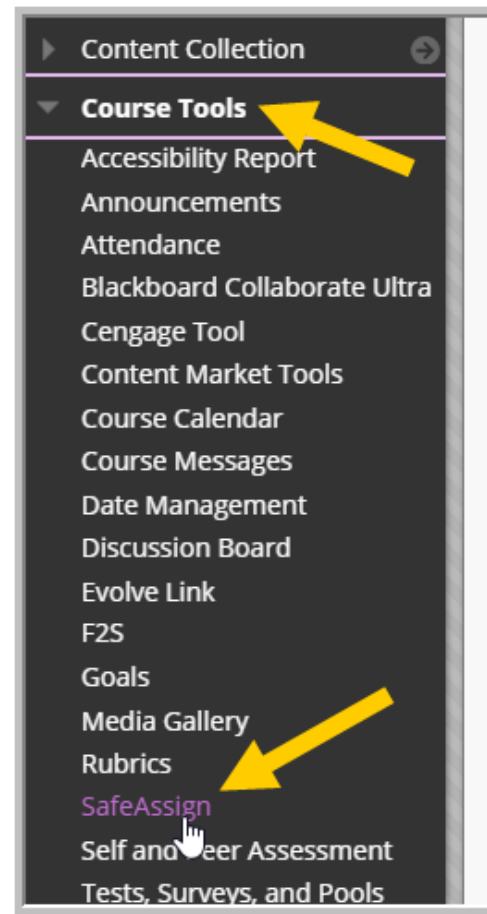 Content Collection
Course Tools
Accessibility Report
Announcements
Attendance
Blackboard Collaborate Ultra
Cengage Tool
Content Market Tools
Course Calendar
Course Messages
Date Management
Discussion Board
Evolve Link
F2S
Goals
Media Gallery
Rubrics
SafeAssign
Self and Peer Assessment
Tests, Surveys, and Pools